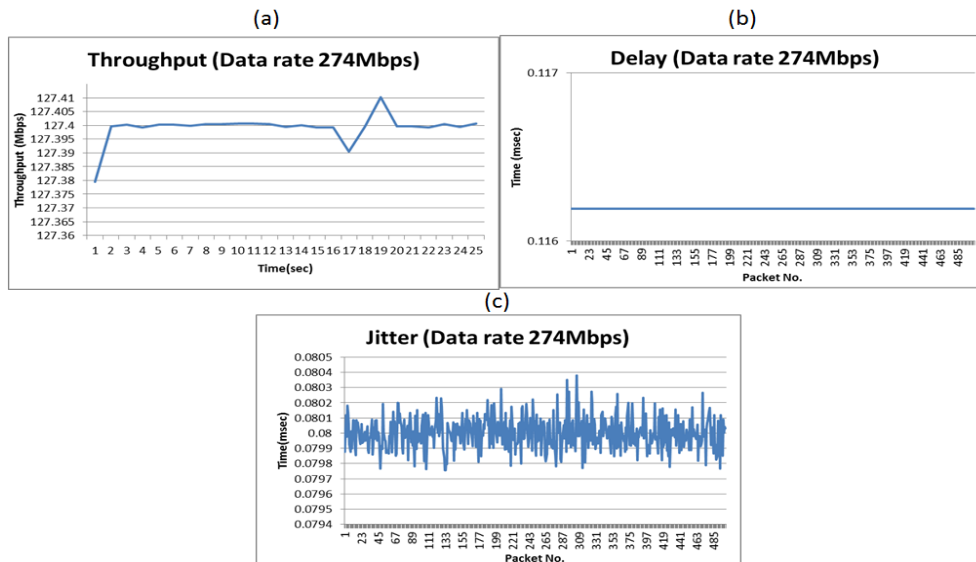 (a)
Throughput (Data rate 274Mbps)
Throughput (Mbps)
127.41
127.405
127.4
127.395
127.39
127.385
127.38
127.375
127.37
127.365
127.36
1 2 3 4 5 6 7 8 9 10 11 12 13 14 15 16 17 18 19 20 21 22 23 24 25
Time(sec)
(b)
Delay (Data rate 274Mbps)
Time (msec)
0.117
0.116
1 23 45 67 89 111 133 155 177 199 221 243 265 287 309 331 353 375 397 419 441 463 485
Packet No.
(c)
Jitter (Data rate 274Mbps)
Time(msec)
0.0805
0.0804
0.0803
0.0802
0.0801
0.08
0.0799
0.0798
0.0797
0.0796
0.0795
0.0794
1 23 45 67 89 111 133 155 177 199 221 243 265 287 309 331 353 375 397 419 441 463 485
Packet No.